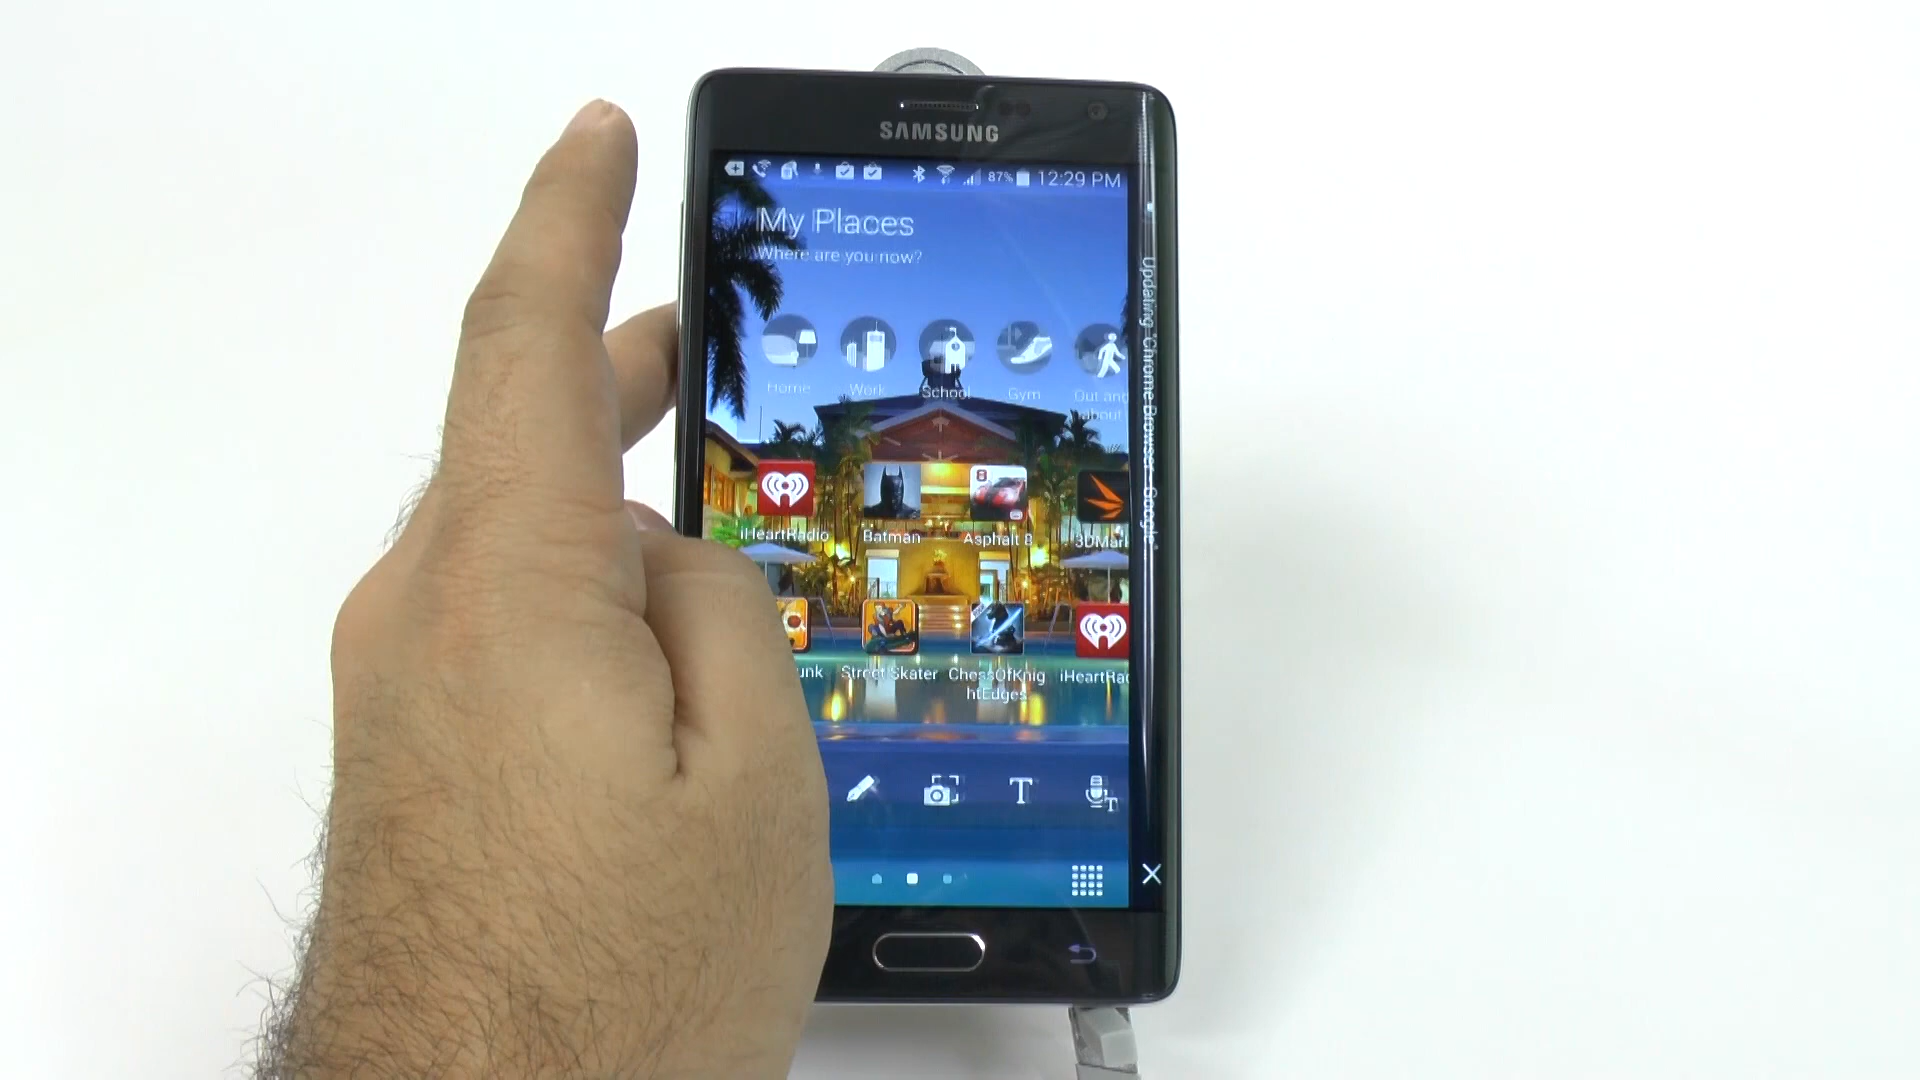 SAMSUNG
87% 12:29 PM
My Places
Where are you now?
Home Work School Gym Out and
about
iHeartRadio Batman Asphalt 8 3DMark
unk Street Skater ChessOfKnig iHeartRad
htEdges
T
T
Updating "Chrome Browser - Google"